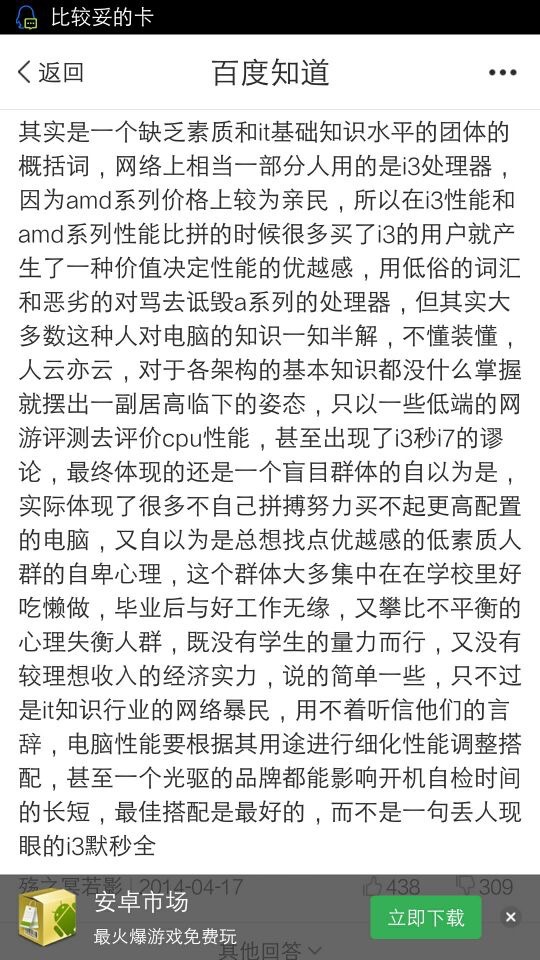 比较妥的卡
返回
百度知道
其实是一个缺乏素质和it基础知识水平的团体的
概括词，网络上相当一部分人用的是i3处理器，
因为amd系列价格上较为亲民，所以在i3性能和
amd系列性能比拼的时候很多买了i3的用户就产
生了一种价值决定性能的优越感，用低俗的词汇
和恶劣的对骂去诋毁a系列的处理器，但其实大
多数这种人对电脑的知识一知半解，不懂装懂，
人云亦云，对于各架构的基本知识都没什么掌握
就摆出一副居高临下的姿态，只以一些低端的网
游评测去评价cpu性能，甚至出现了i3秒i7的谬
论，最终体现的还是一个盲目群体的自以为是，
实际体现了很多不自己拼搏努力买不起更高配置
的电脑，又自以为是总想找点优越感的低素质人
群的自卑心理，这个群体大多集中在在学校里好
吃懒做，毕业后与好工作无缘，又攀比不平衡的
心理失衡人群，既没有学生的量力而行，又没有
较理想收入的经济实力，说的简单一些，只不过
是it知识行业的网络暴民，用不着听信他们的言
辞，电脑性能要根据其用途进行细化性能调整搭
配，甚至一个光驱的品牌都能影响开机自检时间
的长短，最佳搭配是最好的，而不是一句丢人现
眼的i3默秒全
殇之冥若影 | 2014-04-17 438 309
安卓市场
最火爆游戏免费玩
立即下载
其他回答